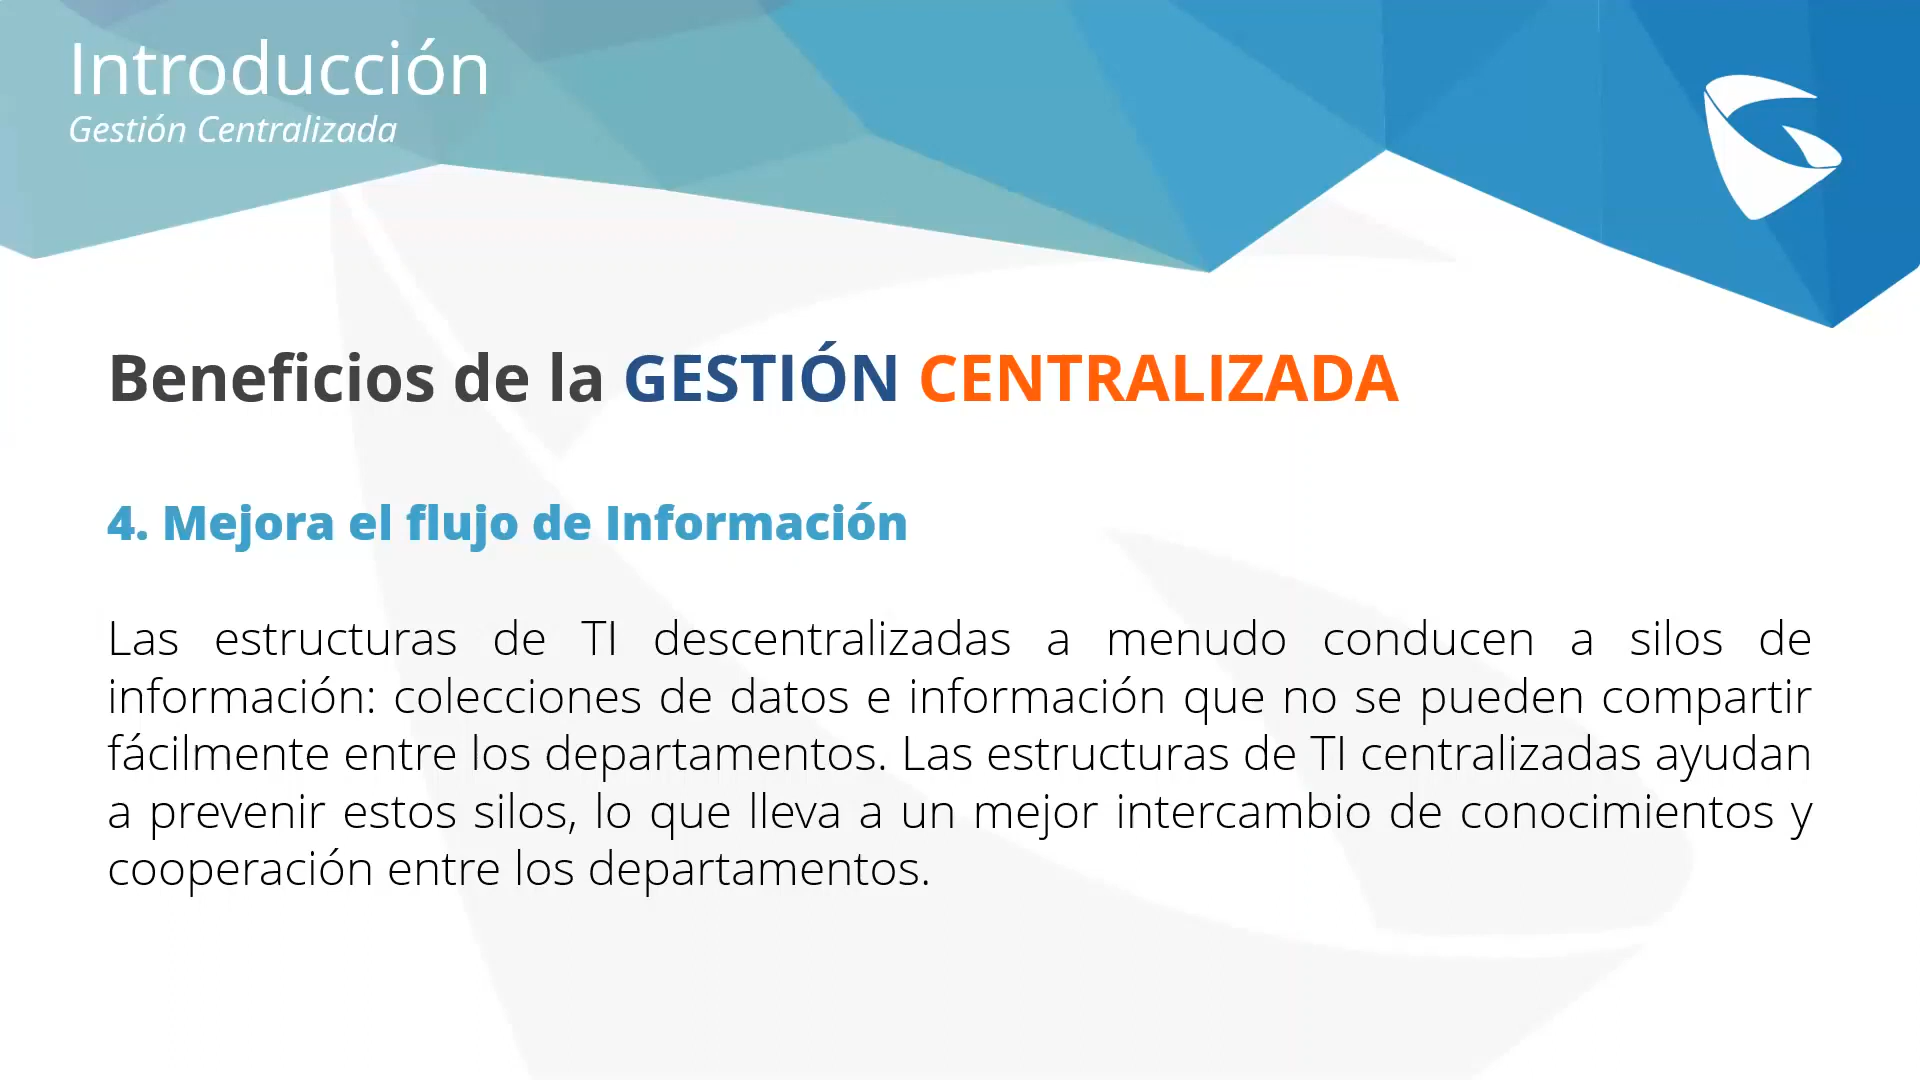 Introducción
Gestión Centralizada
Beneficios de la GESTIÓN CENTRALIZADA
4. Mejora el flujo de Información
Las estructuras de TI descentralizadas a menudo conducen a silos de
información: colecciones de datos e información que no se pueden compartir
fácilmente entre los departamentos. Las estructuras de TI centralizadas ayudan
a prevenir estos silos, lo que lleva a un mejor intercambio de conocimientos y
cooperación entre los departamentos.